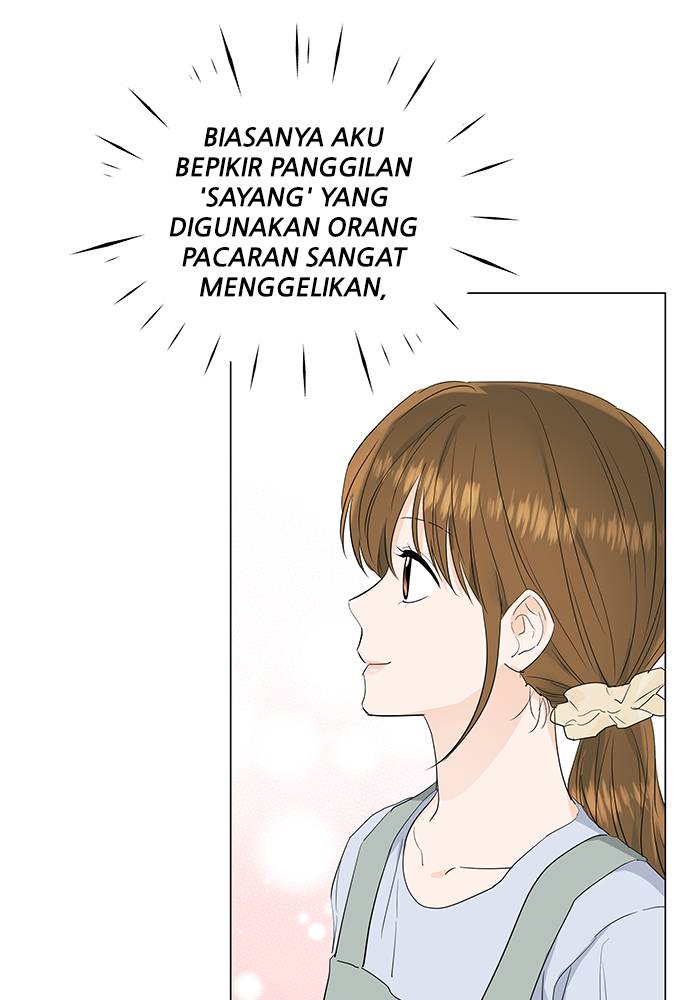 BIASANYA AKU
BEPIKIR PANGGILAN
'SAYANG' YANG
DIGUNAKAN ORANG
PACARAN SANGAT
MENGGELIKAN,